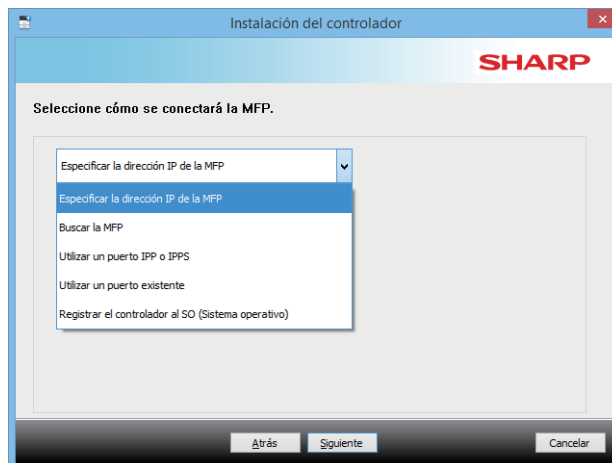 Instalación del controlador
SHARP
Seleccione cómo se conectará la MFP.
Especificar la dirección IP de la MFP
Especificar la dirección IP de la MFP
Buscar la MFP
Utilizar un puerto IPP o IPPS
Utilizar un puerto existente
Registrar el controlador al SO (Sistema operativo)
Atrás Siguiente Cancelar